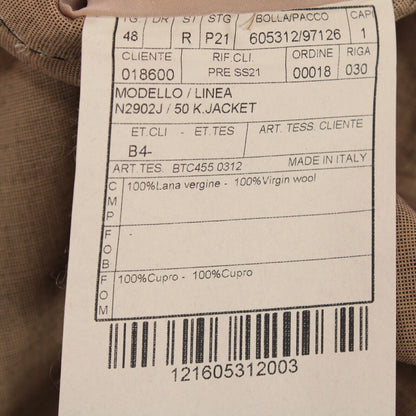 TG DR ST STG BOLLA/PACCO CAPI
48 R P21 605312/97126 1
CLIENTE RIF.CLI. ORDINE RIGA
018600 PRE SS21 00018 030
MODELLO / LINEA
N2902J / 50 K.JACKET
ET.CLI - ET.TES ART. TESS. CLIENTE
B4-
ART.TES. BTC455 0312 MADE IN ITALY
CMP 100%Lana vergine - 100%Virgin wool
FOB -
FOM 100%Cupro - 100%Cupro
121605312003